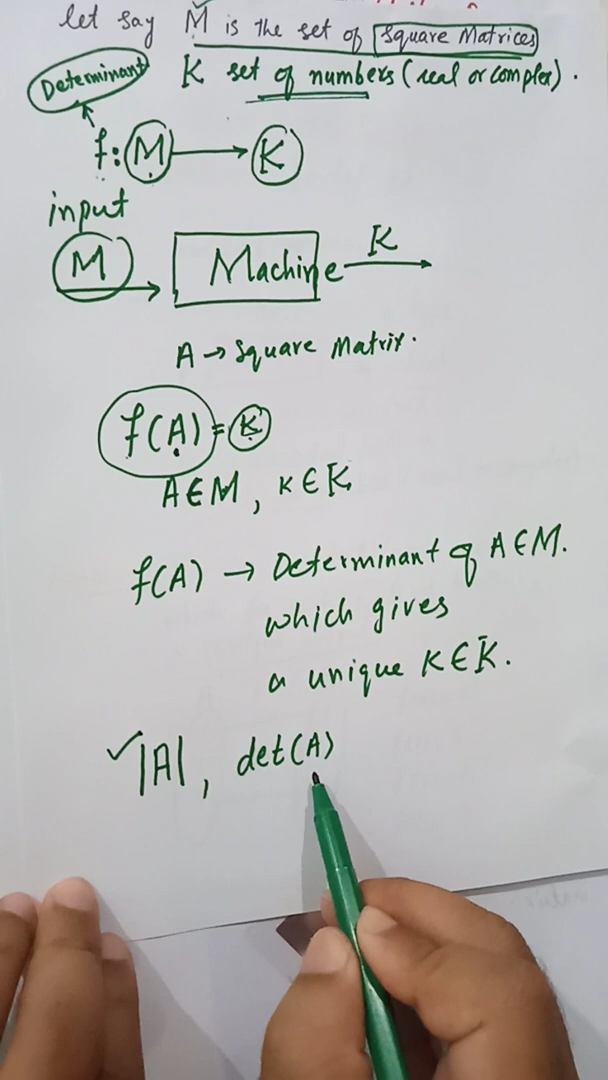 let say M is the set of Square Matrices
Determinant K set of numbers (real or complex).
f: M → K
input
M → Machine K →
A → Square Matrix.
f(A) = K
A ∈ M, K ∈ K
f(A) → Determinant of A ∈ M.
which gives
a unique K ∈ K.
✓ |A|, det(A)